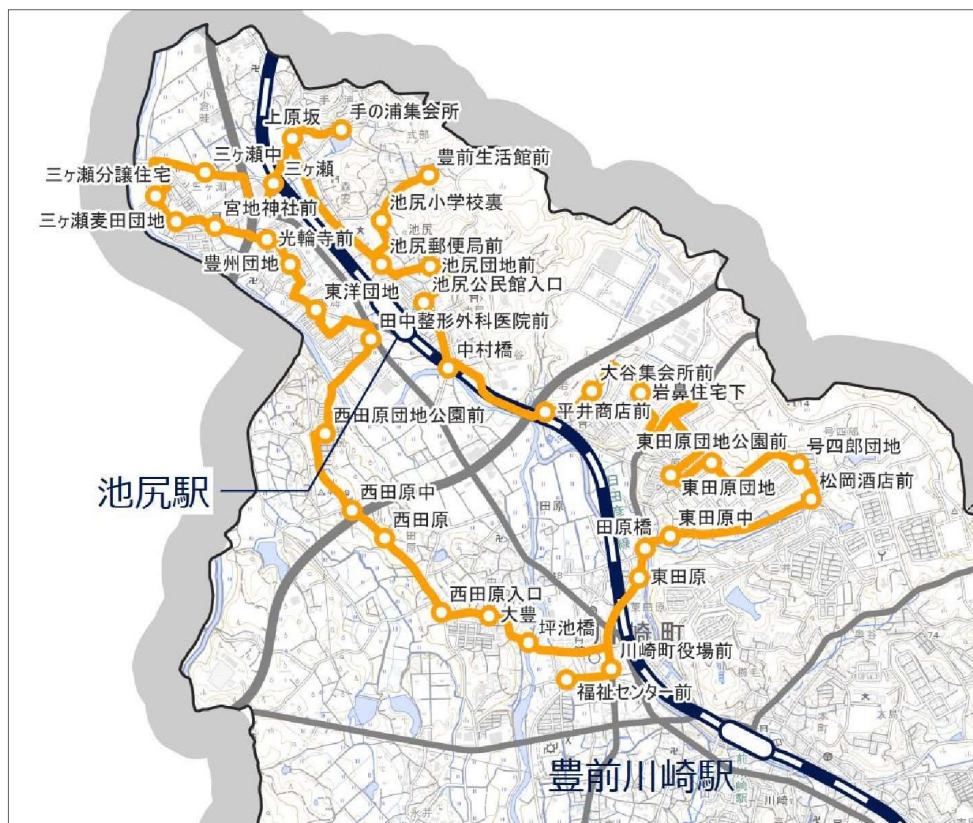 手の浦集会所
上原坂
三ヶ瀬中
三ヶ瀬
豊前生活館前
三ヶ瀬分譲住宅
宮地神社前
池尻小学校裏
三ヶ瀬麦田団地
光輪寺前
池尻郵便局前
豊州団地
池尻団地前
東洋団地
池尻公民館入口
田中整形外科医院前
中村橋
大谷集会所前
平井商店前
岩鼻住宅下
西田原団地公園前
東田原団地公園前
号四郎団地
池尻駅
東田原団地
松岡酒店前
西田原中
西田原
田原橋
東田原中
東田原
西田原入口
大豊
坪池橋
崎町
川崎町役場前
福祉センター前
豊前川崎駅
川崎
池尻
田原